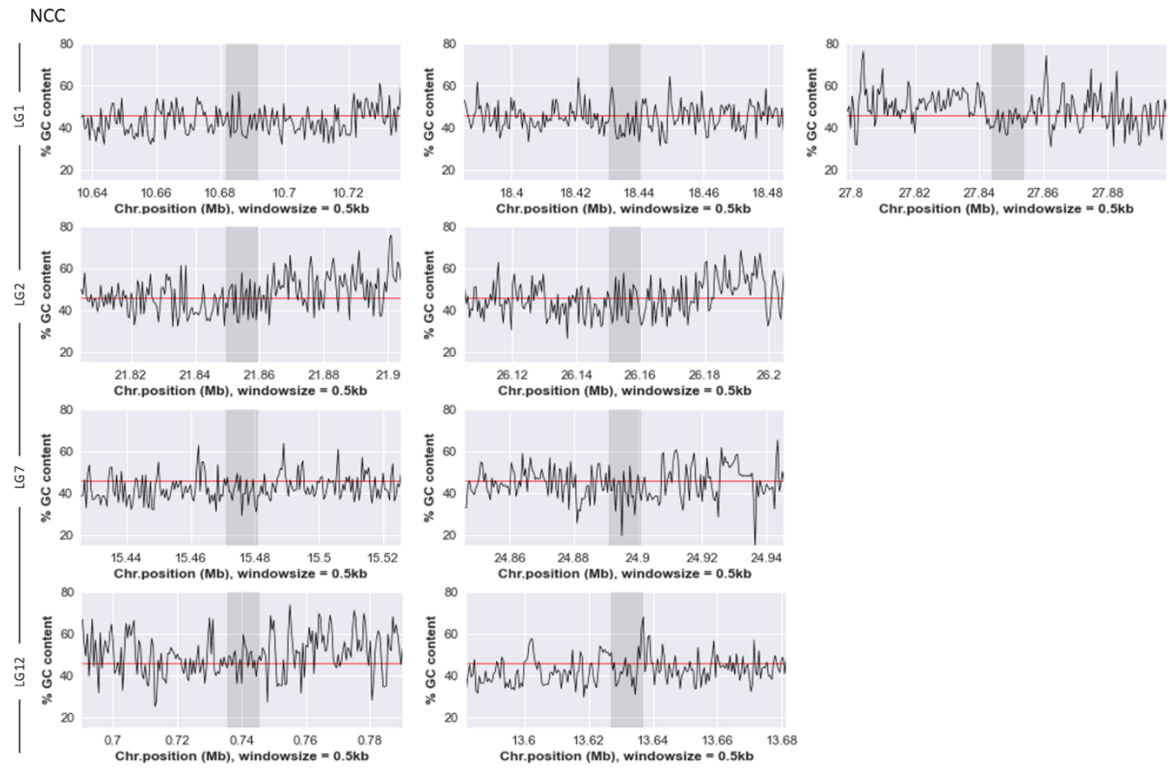 NCC
LG1
% GC content
80
60
40
20
10.64 10.66 10.68 10.7 10.72
Chr.position (Mb), windowsize = 0.5kb
% GC content
80
60
40
20
18.4 18.42 18.44 18.46 18.48
Chr.position (Mb), windowsize = 0.5kb
% GC content
80
60
40
20
27.8 27.82 27.84 27.86 27.88
Chr.position (Mb), windowsize = 0.5kb
LG2
% GC content
80
60
40
20
21.82 21.84 21.86 21.88 21.9
Chr.position (Mb), windowsize = 0.5kb
% GC content
80
60
40
20
26.12 26.14 26.16 26.18 26.2
Chr.position (Mb), windowsize = 0.5kb
LG7
% GC content
80
60
40
20
15.44 15.46 15.48 15.5 15.52
Chr.position (Mb), windowsize = 0.5kb
% GC content
80
60
40
20
24.86 24.88 24.9 24.92 24.94
Chr.position (Mb), windowsize = 0.5kb
LG12
% GC content
80
60
40
20
0.7 0.72 0.74 0.76 0.78
Chr.position (Mb), windowsize = 0.5kb
% GC content
80
60
40
20
13.6 13.62 13.64 13.66 13.68
Chr.position (Mb), windowsize = 0.5kb